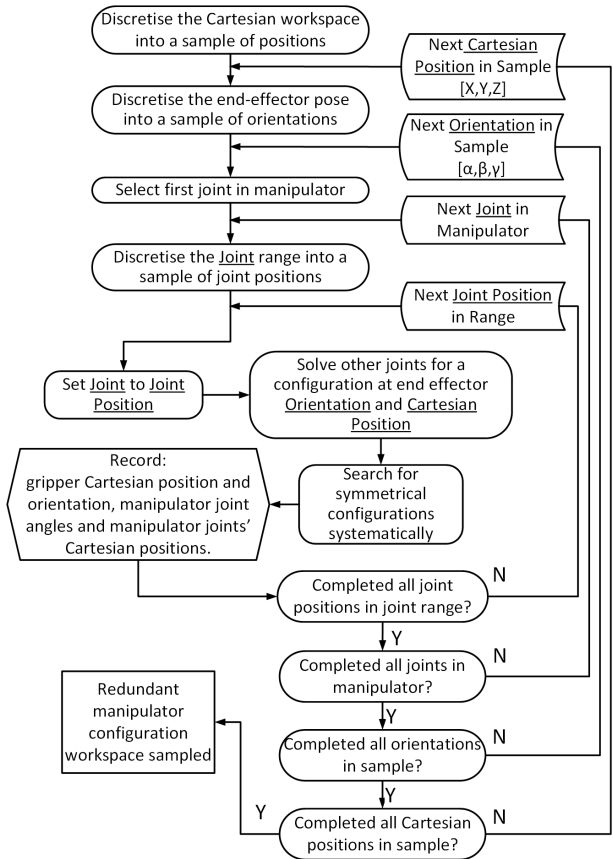 Discretise the Cartesian workspace
into a sample of positions
Next Cartesian
Position in Sample
[X,Y,Z]
Discretise the end-effector pose
into a sample of orientations
Next Orientation in
Sample
[α,β,γ]
Select first joint in manipulator
Next Joint in
Manipulator
Discretise the Joint range into a
sample of joint positions
Next Joint Position
in Range
Set Joint to Joint
Position
Solve other joints for a
configuration at end effector
Orientation and Cartesian
Position
Record:
gripper Cartesian position and
orientation, manipulator joint
angles and manipulator joints'
Cartesian positions.
Search for
symmetrical
configurations
systematically
Completed all joint
positions in joint range?
N
Y
Completed all joints in
manipulator?
N
Y
Redundant
manipulator
configuration
workspace sampled
Completed all orientations
in sample?
N
Y
Completed all Cartesian
positions in sample?
N
Y